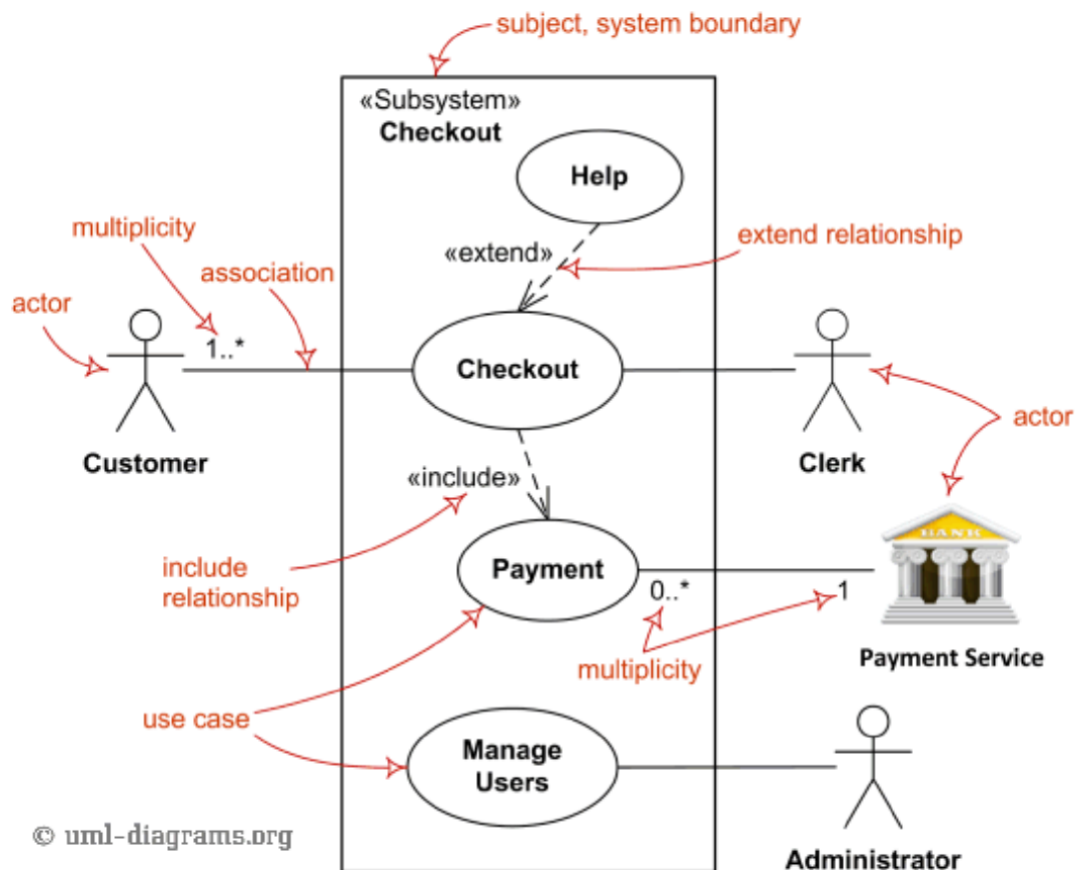 subject, system boundary
«Subsystem»
Checkout
Help
multiplicity
«extend»
extend relationship
association
actor
1..*
Checkout
Customer
Clerk
actor
«include»
BANK
include
relationship
Payment
0..*
1
multiplicity
Payment Service
use case
Manage
Users
© uml-diagrams.org
Administrator